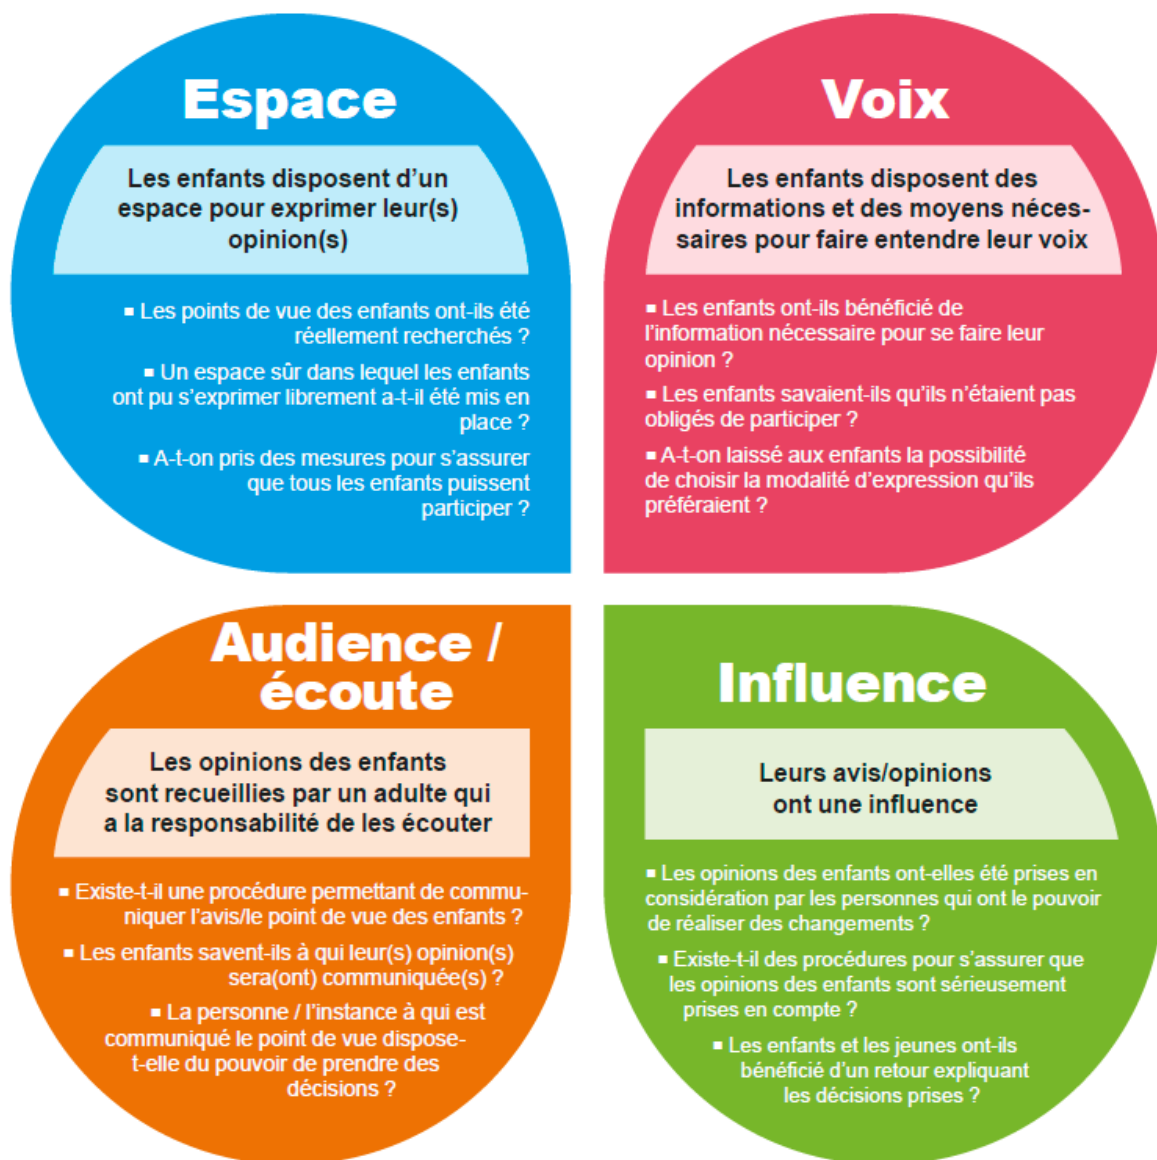 Espace
Les enfants disposent d’un
espace pour exprimer leur(s)
opinion(s)
▪ Les points de vue des enfants ont-ils été
réellement recherchés ?
▪ Un espace sûr dans lequel les enfants
ont pu s’exprimer librement a-t-il été mis en
place ?
▪ A-t-on pris des mesures pour s’assurer
que tous les enfants puissent
participer ?
Voix
Les enfants disposent des
informations et des moyens néces-
saires pour faire entendre leur voix
▪ Les enfants ont-ils bénéficié de
l’information nécessaire pour se faire leur
opinion ?
▪ Les enfants savaient-ils qu’ils n’étaient pas
obligés de participer ?
▪ A-t-on laissé aux enfants la possibilité
de choisir la modalité d’expression qu’ils
préféraient ?
Audience /
écoute
Les opinions des enfants
sont recueillies par un adulte qui
a la responsabilité de les écouter
▪ Existe-t-il une procédure permettant de commu-
niquer l’avis/le point de vue des enfants ?
▪ Les enfants savent-ils à qui leur(s) opinion(s)
sera(ont) communiquée(s) ?
▪ La personne / l’instance à qui est
communiqué le point de vue dispose-
t-elle du pouvoir de prendre des
décisions ?
Influence
Leurs avis/opinions
ont une influence
▪ Les opinions des enfants ont-elles été prises en
considération par les personnes qui ont le pouvoir
de réaliser des changements ?
▪ Existe-t-il des procédures pour s’assurer que
les opinions des enfants sont sérieusement
prises en compte ?
▪ Les enfants et les jeunes ont-ils
bénéficié d’un retour expliquant
les décisions prises ?